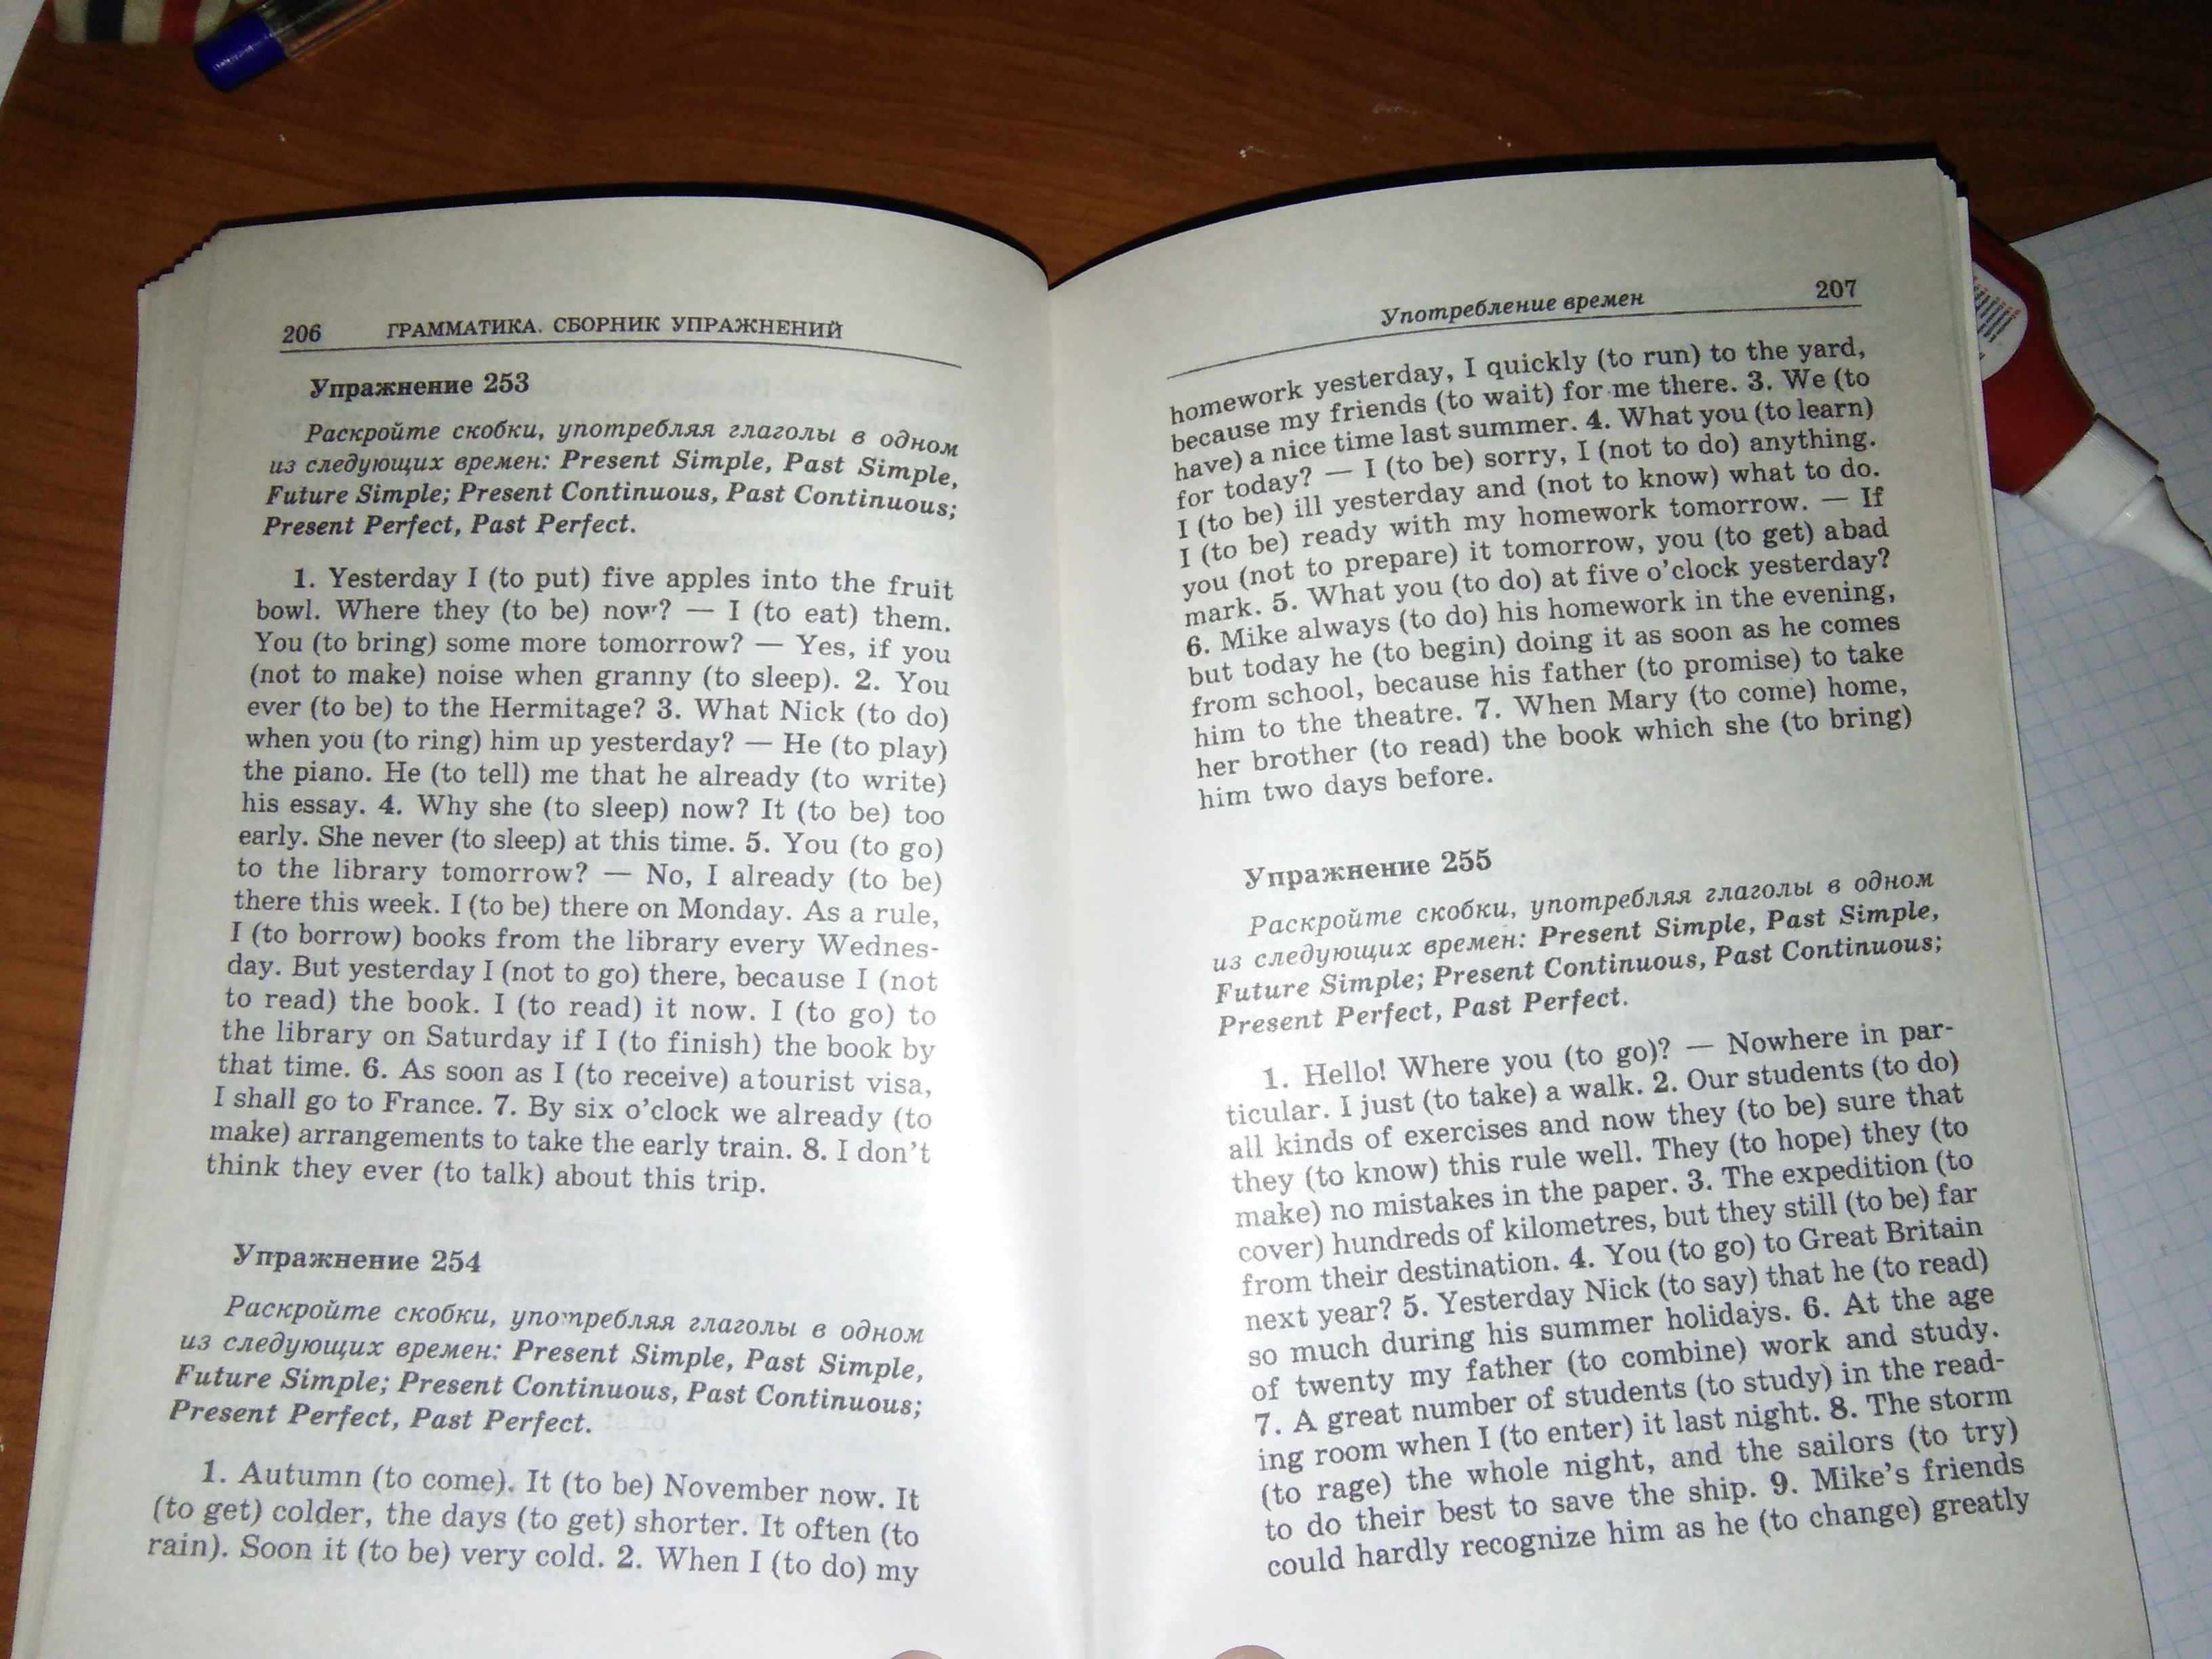 206 ГРАММАТИКА. СБОРНИК УПРАЖНЕНИЙ
Упражнение 253
Раскройте скобки, употребляя глаголы в одном
из следующих времен: Present Simple, Past Simple,
Future Simple; Present Continuous, Past Continuous;
Present Perfect, Past Perfect.
1. Yesterday I (to put) five apples into the fruit
bowl. Where they (to be) now? — I (to eat) them.
You (to bring) some more tomorrow? — Yes, if you
(not to make) noise when granny (to sleep). 2. You
ever (to be) to the Hermitage? 3. What Nick (to do)
when you (to ring) him up yesterday? — He (to play)
the piano. He (to tell) me that he already (to write)
his essay. 4. Why she (to sleep) now? It (to be) too
early. She never (to sleep) at this time. 5. You (to go)
to the library tomorrow? — No, I already (to be)
there this week. I (to be) there on Monday. As a rule,
I (to borrow) books from the library every Wednes-
day. But yesterday I (not to go) there, because I (not
to read) the book. I (to read) it now. I (to go) to
the library on Saturday if I (to finish) the book by
that time. 6. As soon as I (to receive) atourist visa,
I shall go to France. 7. By six o'clock we already (to
make) arrangements to take the early train. 8. I don't
think they ever (to talk) about this trip.
Упражнение 254
Раскройте скобки, употребляя глаголы в одном
из следующих времен: Present Simple, Past Simple,
Future Simple; Present Continuous, Past Continuous;
Present Perfect, Past Perfect.
1. Autumn (to come). It (to be) November now. It
(to get) colder, the days (to get) shorter. It often (to
rain). Soon it (to be) very cold. 2. When I (to do) my
Употребление времен 207
homework yesterday, I quickly (to run) to the yard,
because my friends (to wait) for me there. 3. We (to
have) a nice time last summer. 4. What you (to learn)
for today? — I (to be) sorry, I (not to do) anything.
I (to be) ill yesterday and (not to know) what to do.
I (to be) ready with my homework tomorrow. — If
you (not to prepare) it tomorrow, you (to get) abad
mark. 5. What you (to do) at five o'clock yesterday?
6. Mike always (to do) his homework in the evening,
but today he (to begin) doing it as soon as he comes
from school, because his father (to promise) to take
him to the theatre. 7. When Mary (to come) home,
her brother (to read) the book which she (to bring)
him two days before.
Упражнение 255
Раскройте скобки, употребляя глаголы в одном
из следующих времен: Present Simple, Past Simple,
Future Simple; Present Continuous, Past Continuous;
Present Perfect, Past Perfect.
1. Hello! Where you (to go)? — Nowhere in par-
ticular. I just (to take) a walk. 2. Our students (to do)
all kinds of exercises and now they (to be) sure that
they (to know) this rule well. They (to hope) they (to
make) no mistakes in the paper. 3. The expedition (to
cover) hundreds of kilometres, but they still (to be) far
from their destination. 4. You (to go) to Great Britain
next year? 5. Yesterday Nick (to say) that he (to read)
so much during his summer holidays. 6. At the age
of twenty my father (to combine) work and study.
7. A great number of students (to study) in the read-
ing room when I (to enter) it last night. 8. The storm
(to rage) the whole night, and the sailors (to try)
to do their best to save the ship. 9. Mike's friends
could hardly recognize him as he (to change) greatly